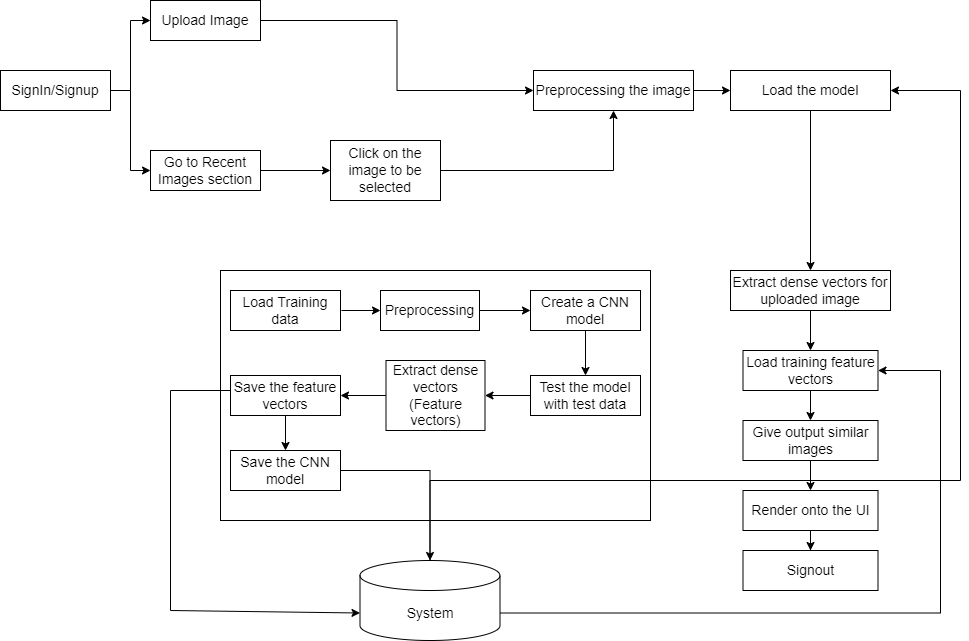 Upload Image
SignIn/Signup
Preprocessing the image
Load the model
Go to Recent
Images section
Click on the
image to be
selected
Extract dense vectors for
uploaded image
Load Training
data
Preprocessing
Create a CNN
model
Load training feature
vectors
Save the feature
vectors
Extract dense
vectors
(Feature
vectors)
Test the model
with test data
Give output similar
images
Save the CNN
model
Render onto the UI
Signout
System